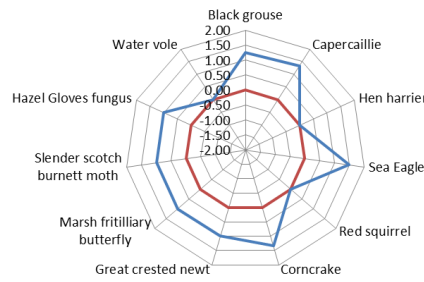 Black grouse
2.00
1.50
1.00
0.50
0.00
-0.50
-1.00
-1.50
-2.00
Capercaillie
Hen harrier
Sea Eagle
Red squirrel
Corncrake
Great crested newt
Marsh fritilliary
butterfly
Slender scotch
burnett moth
Hazel Gloves fungus
Water vole